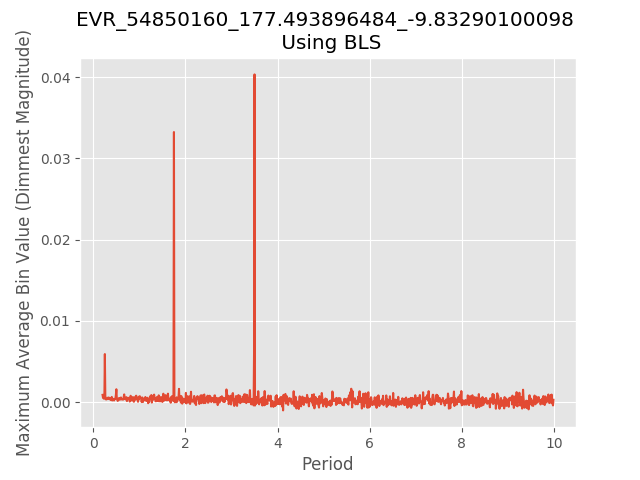 EVR_54850160_177.493896484_-9.83290100098
Using BLS
Maximum Average Bin Value (Dimmest Magnitude)
0.04
0.03
0.02
0.01
0.00
0 2 4 6 8 10
Period